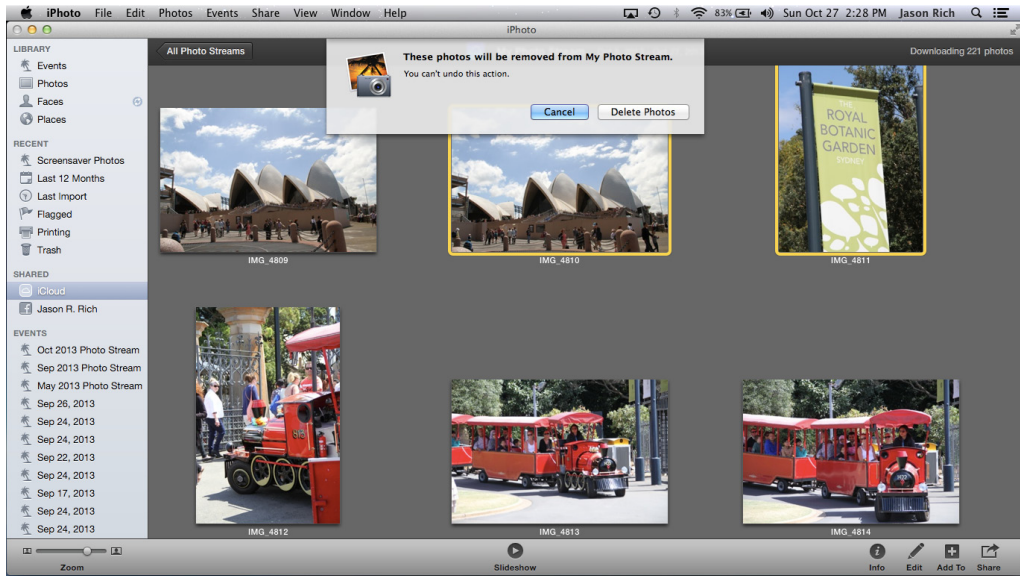 iPhoto File Edit Photos Events Share View Window Help 83% Sun Oct 27 2:28 PM Jason Rich
iPhoto
LIBRARY
Events
Photos
Faces
Places
RECENT
Screensaver Photos
Last 12 Months
Last Import
Flagged
Printing
Trash
SHARED
iCloud
Jason R. Rich
EVENTS
Oct 2013 Photo Stream
Sep 2013 Photo Stream
May 2013 Photo Stream
Sep 26, 2013
Sep 24, 2013
Sep 24, 2013
Sep 22, 2013
Sep 24, 2013
Sep 17, 2013
Sep 24, 2013
Sep 24, 2013
All Photo Streams
Downloading 221 photos
These photos will be removed from My Photo Stream.
You can't undo this action.
Cancel Delete Photos
THE
ROYAL
BOTANIC
GARDEN
SYDNEY
IMG_4809 IMG_4810 IMG_4811
IMG_4812 IMG_4813 IMG_4814
Zoom Slideshow Info Edit Add To Share